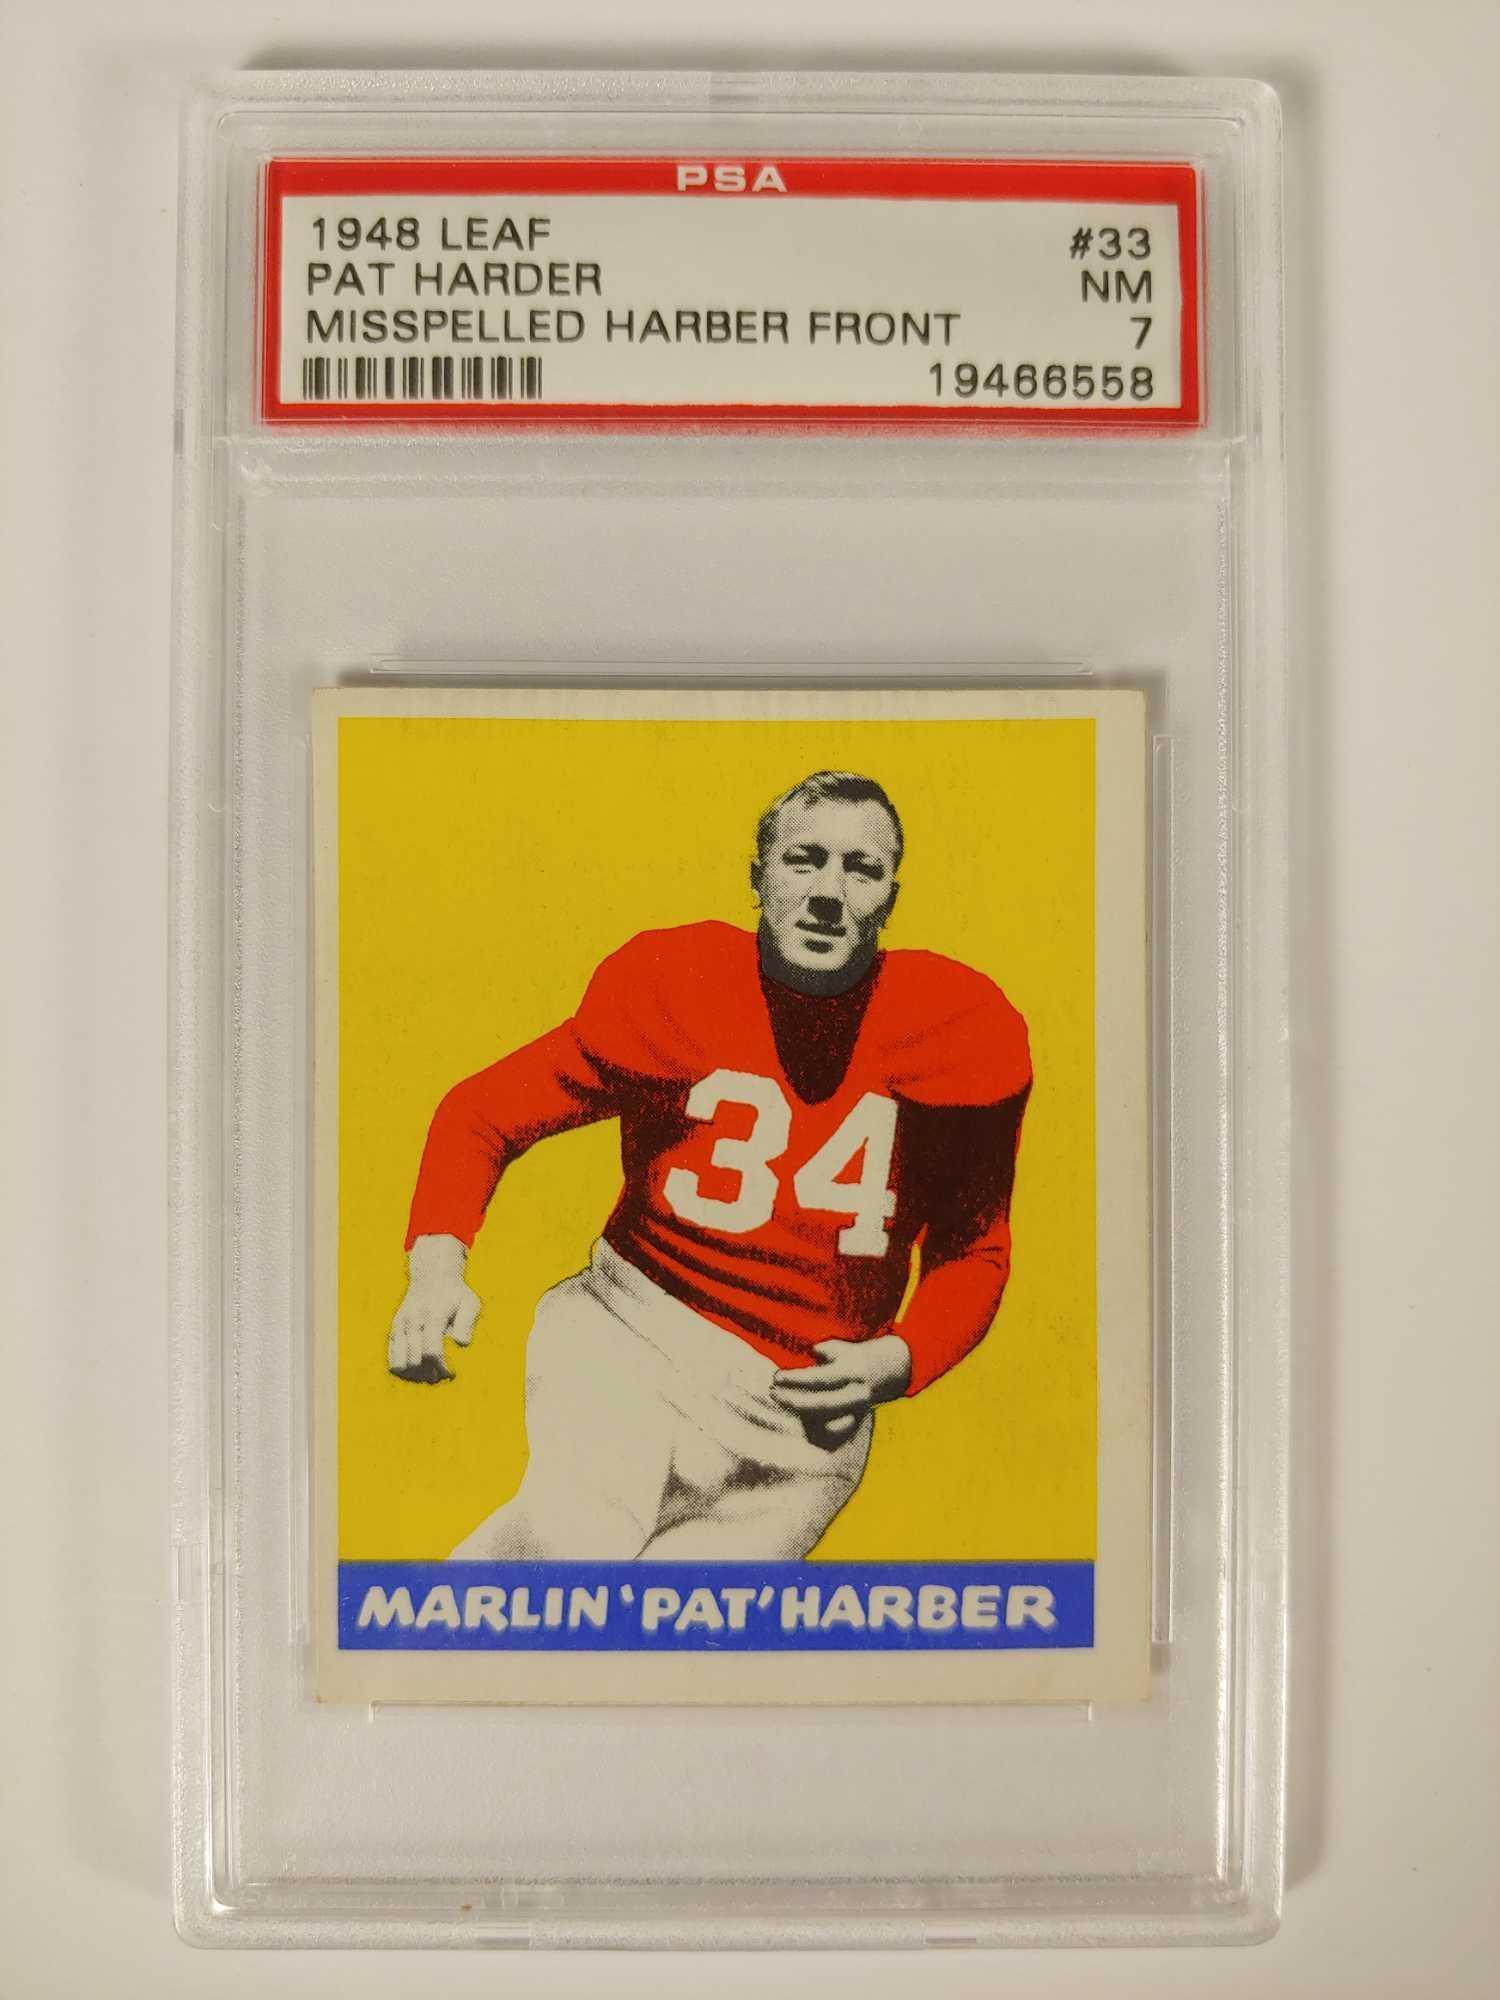 PSA
1948 LEAF #33
PAT HARDER NM
MISSPELLED HARBER FRONT 7
19466558
34
MARLIN 'PAT' HARBER